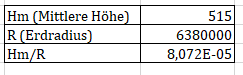 Hm (Mittlere Höhe) 515
R (Erdradius) 6380000
Hm/R 8,072E-05